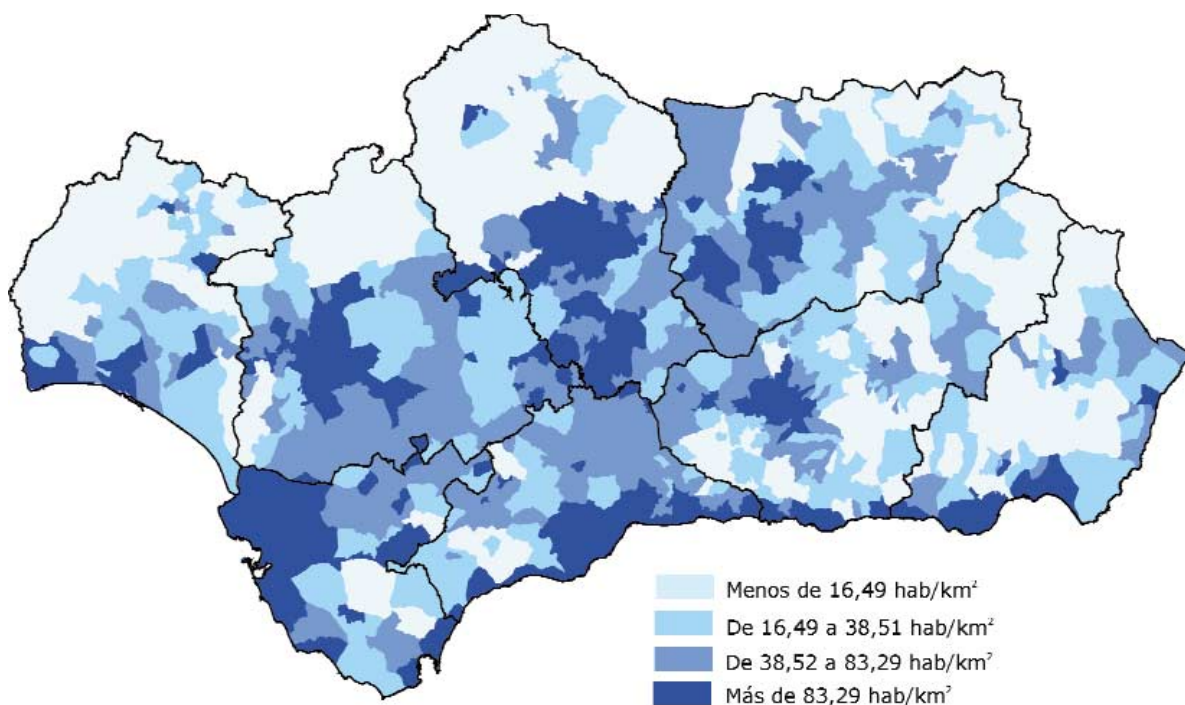 Menos de 16,49 hab/km²
De 16,49 a 38,51 hab/km²
De 38,52 a 83,29 hab/km²
Más de 83,29 hab/km²